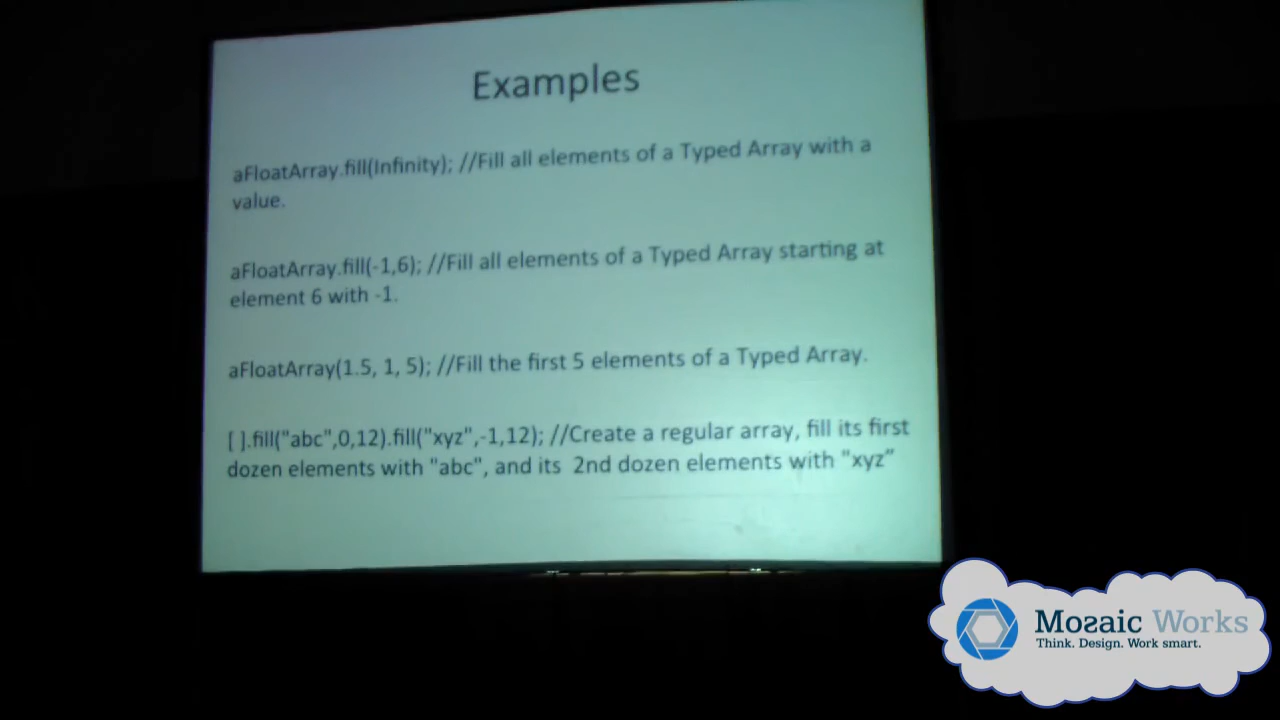 Examples
aFloatArray.fill(Infinity); //Fill all elements of a Typed Array with a
value.
aFloatArray.fill(-1,6); //Fill all elements of a Typed Array starting at
element 6 with -1.
aFloatArray(1.5, 1, 5); //Fill the first 5 elements of a Typed Array.
[ ].fill("abc",0,12).fill("xyz",-1,12); //Create a regular array, fill its first
dozen elements with "abc", and its  2nd dozen elements with "xyz”
Mozaic Works
Think. Design. Work smart.